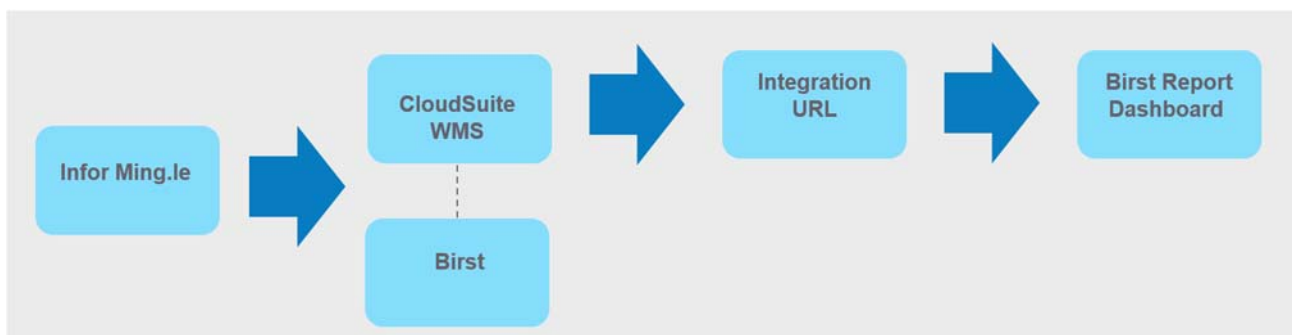 Infor Ming.le
CloudSuite
WMS
Birst
Integration
URL
Birst Report
Dashboard